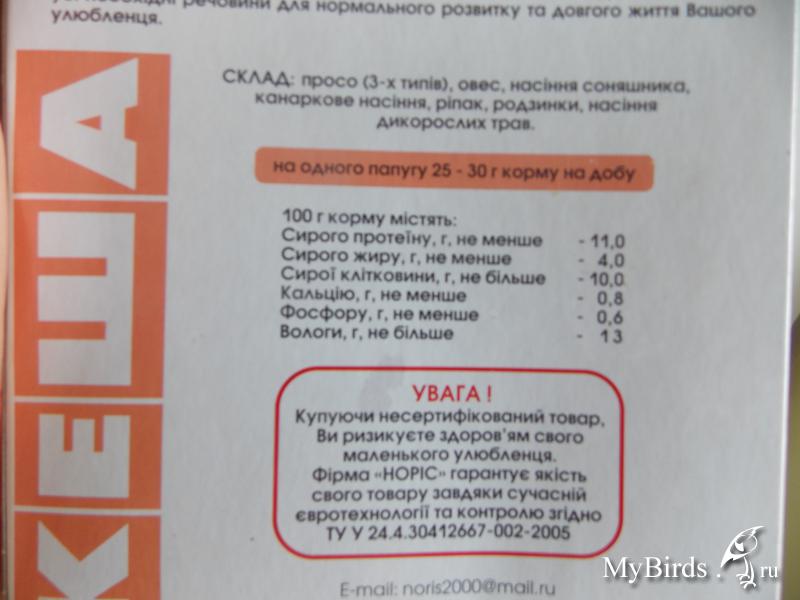 речовини для нормального розвитку та довгого життя Вашого
улюбленця.
КЕША
СКЛАД: просо (3-х типів), овес, насіння соняшника,
канаркове насіння, ріпак, родзинки, насіння
дикорослих трав.
на одного папугу 25 - 30 г корму на добу
100 г корму містять:
Сирого протеїну, г, не менше - 11,0
Сирого жиру, г, не менше - 4,0
Сирої клітковини, г, не більше - 10,0
Кальцію, г, не менше - 0,8
Фосфору, г, не менше - 0,6
Вологи, г, не більше - 13
УВАГА !
Купуючи несертифікований товар,
Ви ризикуєте здоров'ям свого
маленького улюбленця.
Фірма «НОРІС» гарантує якість
свого товару завдяки сучасній
євротехнології та контролю згідно
ТУ У 24.4.30412667-002-2005
E-mail: noris2000@mail.ru
MyBirds.ru